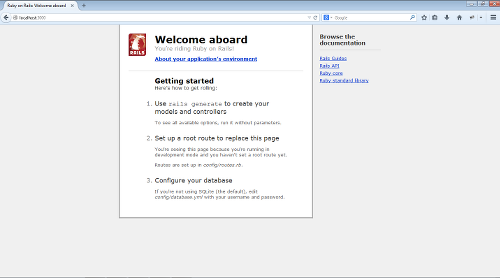 Ruby on Rails: Welcome aboard
localhost:3000
Google
RAILS
Welcome aboard
You're riding Ruby on Rails!
About your application's environment
Getting started
Here's how to get rolling:
1. Use rails generate to create your
models and controllers
To see all available options, run it without parameters.
2. Set up a root route to replace this page
You're seeing this page because you're running in
development mode and you haven't set a root route yet.
Routes are set up in config/routes.rb.
3. Configure your database
If you're not using SQLite (the default), edit
config/database.yml with your username and password.
Browse the
documentation
Rails Guides
Rails API
Ruby core
Ruby standard library